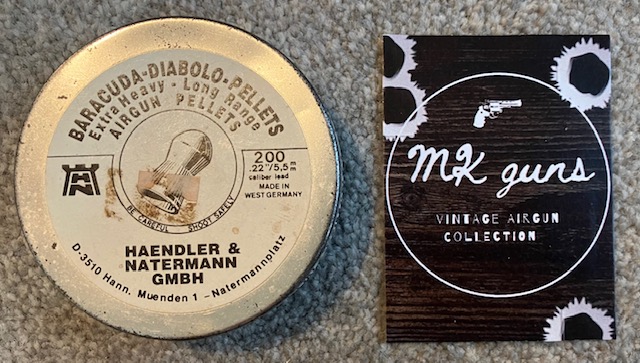 BARACUDA-DIABOLO-PELLETS
Extra Heavy - Long Range
AIRGUN PELLETS
200
.22"/5,5 m/m
caliber lead
MADE IN
WEST GERMANY
BE CAREFUL SHOOT SAFELY
HAENDLER &
NATERMANN
GMBH
D-3510 Hann. Muenden 1 - Natermannplatz
HN
MK guns
VINTAGE AIRGUN
COLLECTION